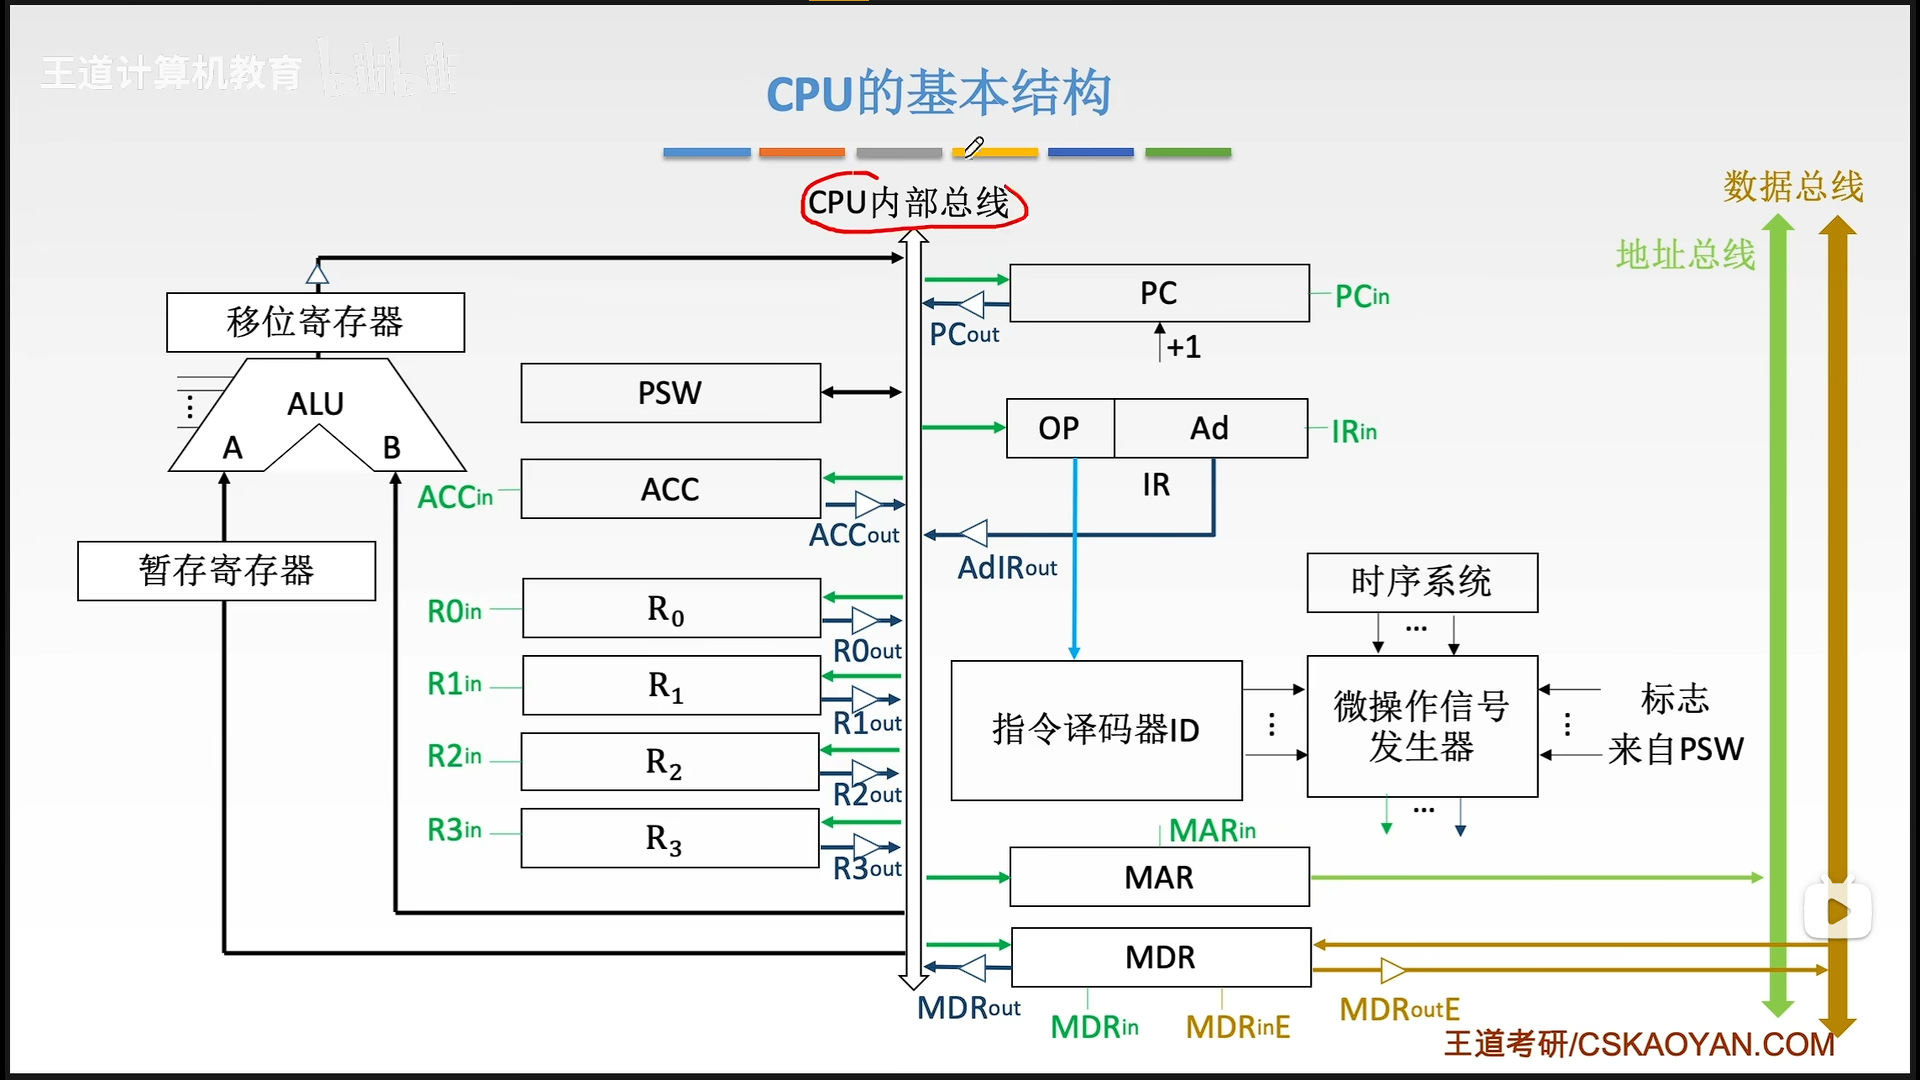 王道计算机教育 bilibili
CPU的基本结构
CPU内部总线
数据总线
地址总线
移位寄存器
PC
PCin
PCout
+1
ALU
A
B
PSW
OP
Ad
IRin
IR
ACCin
ACC
ACCout
AdIRout
暂存寄存器
时序系统
...
R0in
R0
R0out
R1in
R1
R1out
指令译码器ID
微操作信号
发生器
标志
来自PSW
R2in
R2
R2out
...
R3in
R3
R3out
MARin
MAR
MDR
MDRout
MDRin
MDRinE
MDRoutE
王道考研/CSKAOYAN.COM